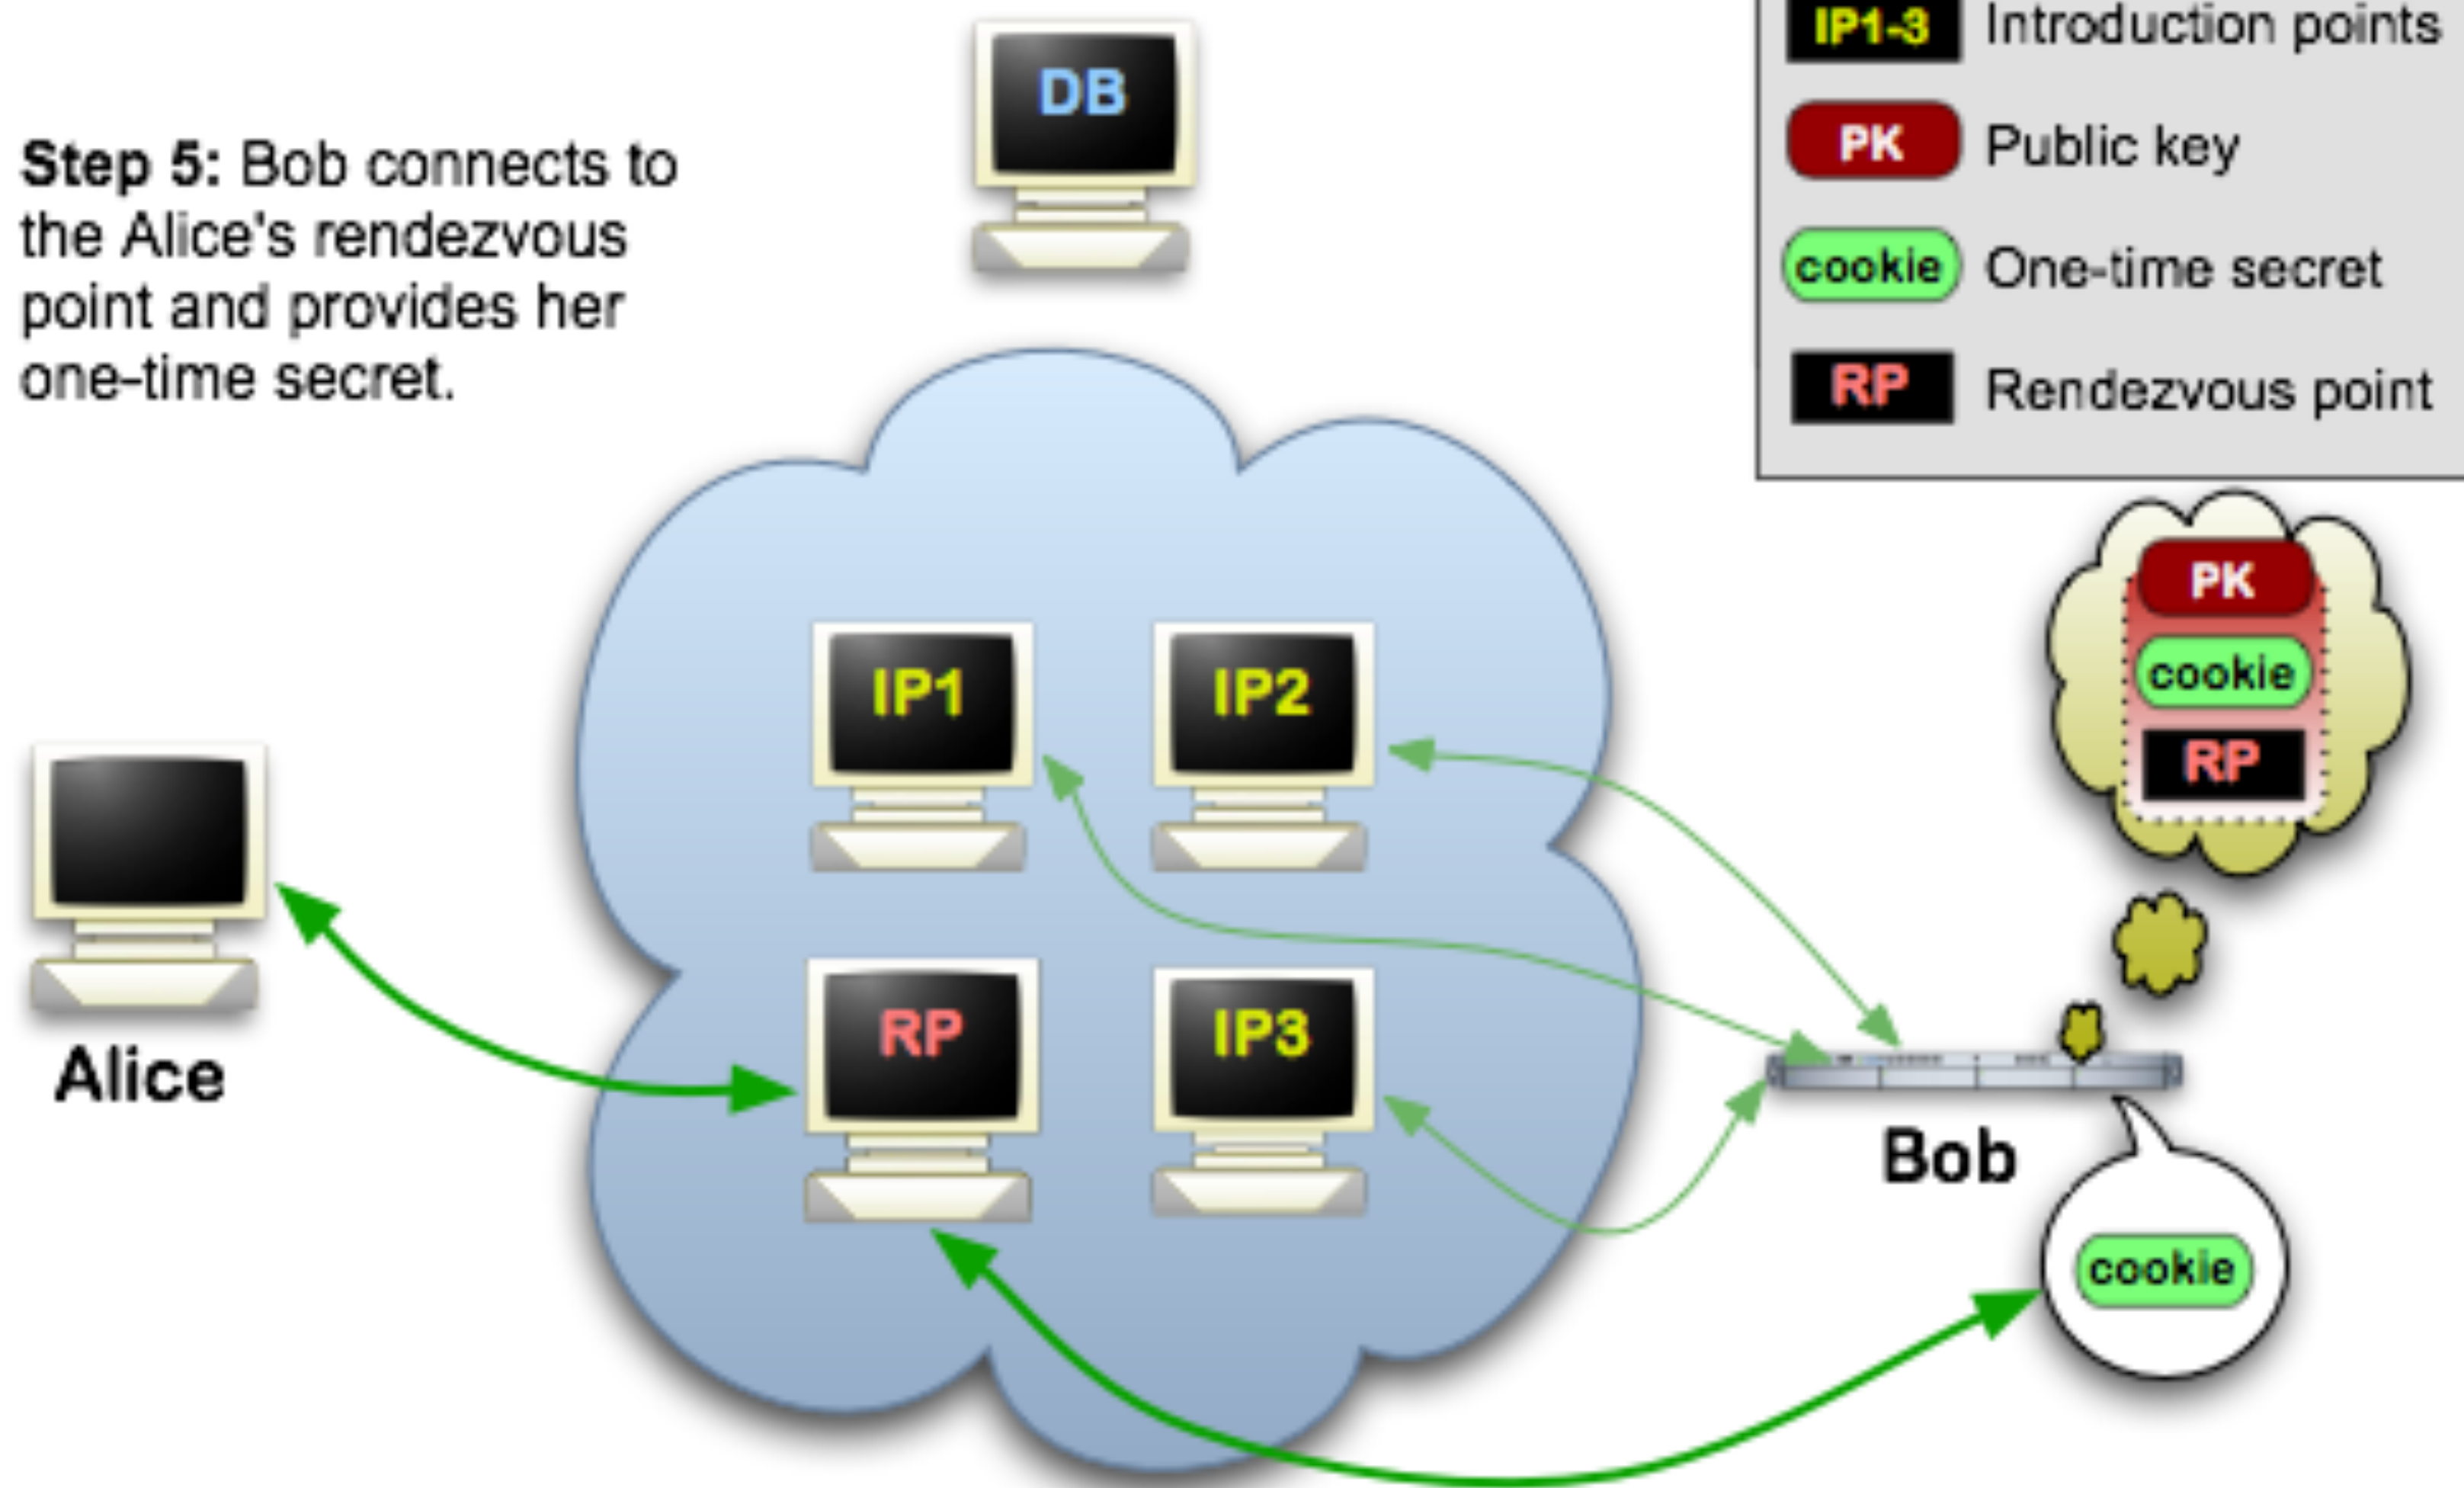 DB
Step 5: Bob connects to
the Alice's rendezvous
point and provides her
one-time secret.
IP1-3 Introduction points
PK Public key
cookie One-time secret
RP Rendezvous point
PK
cookie
RP
IP1
IP2
RP
IP3
Alice
Bob
cookie